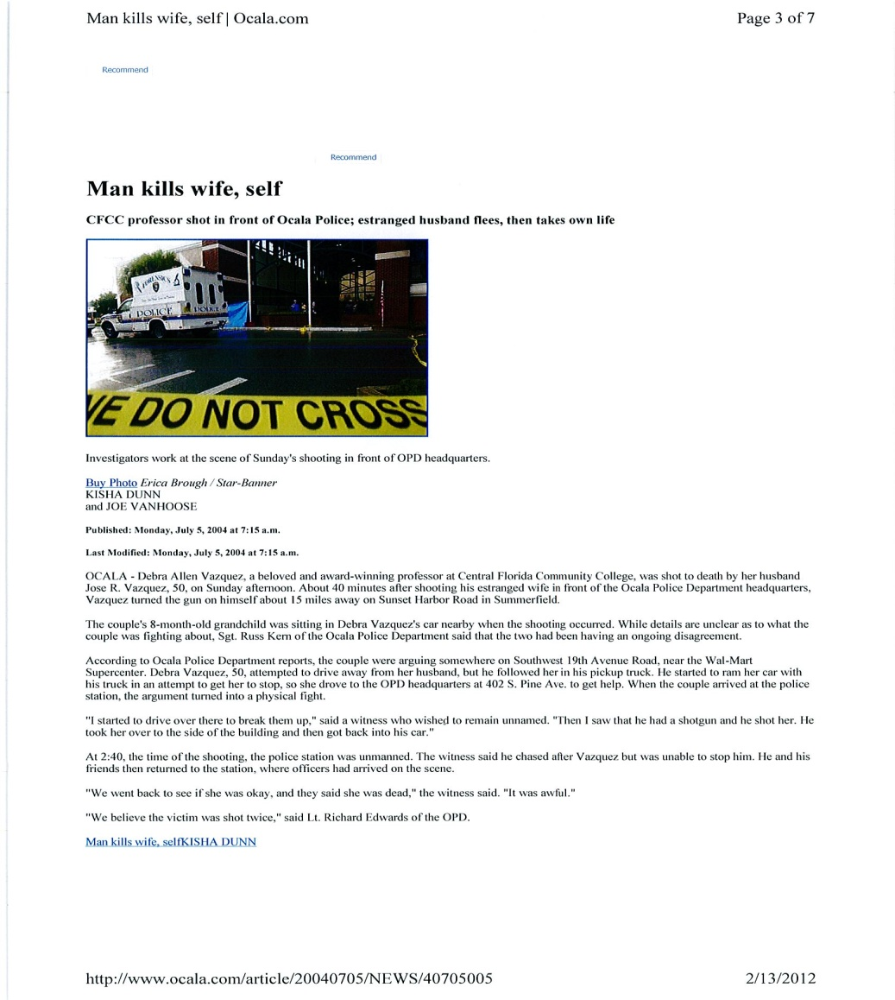 Man kills wife, self | Ocala.com
Page 3 of 7
Recommend
Recommend
Man kills wife, self
CFCC professor shot in front of Ocala Police; estranged husband flees, then takes own life
FORENSICS
POLICE
POLICE
NE DO NOT CROSS
Investigators work at the scene of Sunday's shooting in front of OPD headquarters.
Buy Photo Erica Brough / Star-Banner
KISHA DUNN
and JOE VANHOOSE
Published: Monday, July 5, 2004 at 7:15 a.m.
Last Modified: Monday, July 5, 2004 at 7:15 a.m.
OCALA - Debra Allen Vazquez, a beloved and award-winning professor at Central Florida Community College, was shot to death by her husband
Jose R. Vazquez, 50, on Sunday afternoon. About 40 minutes after shooting his estranged wife in front of the Ocala Police Department headquarters,
Vazquez turned the gun on himself about 15 miles away on Sunset Harbor Road in Summerfield.
The couple's 8-month-old grandchild was sitting in Debra Vazquez's car nearby when the shooting occurred. While details are unclear as to what the
couple was fighting about, Sgt. Russ Kern of the Ocala Police Department said that the two had been having an ongoing disagreement.
According to Ocala Police Department reports, the couple were arguing somewhere on Southwest 19th Avenue Road, near the Wal-Mart
Supercenter. Debra Vazquez, 50, attempted to drive away from her husband, but he followed her in his pickup truck. He started to ram her car with
his truck in an attempt to get her to stop, so she drove to the OPD headquarters at 402 S. Pine Ave. to get help. When the couple arrived at the police
station, the argument turned into a physical fight.
"I started to drive over there to break them up," said a witness who wished to remain unnamed. "Then I saw that he had a shotgun and he shot her. He
took her over to the side of the building and then got back into his car."
At 2:40, the time of the shooting, the police station was unmanned. The witness said he chased after Vazquez but was unable to stop him. He and his
friends then returned to the station, where officers had arrived on the scene.
"We went back to see if she was okay, and they said she was dead," the witness said. "It was awful."
"We believe the victim was shot twice," said Lt. Richard Edwards of the OPD.
Man kills wife, selfKISHA DUNN
http://www.ocala.com/article/20040705/NEWS/40705005
2/13/2012